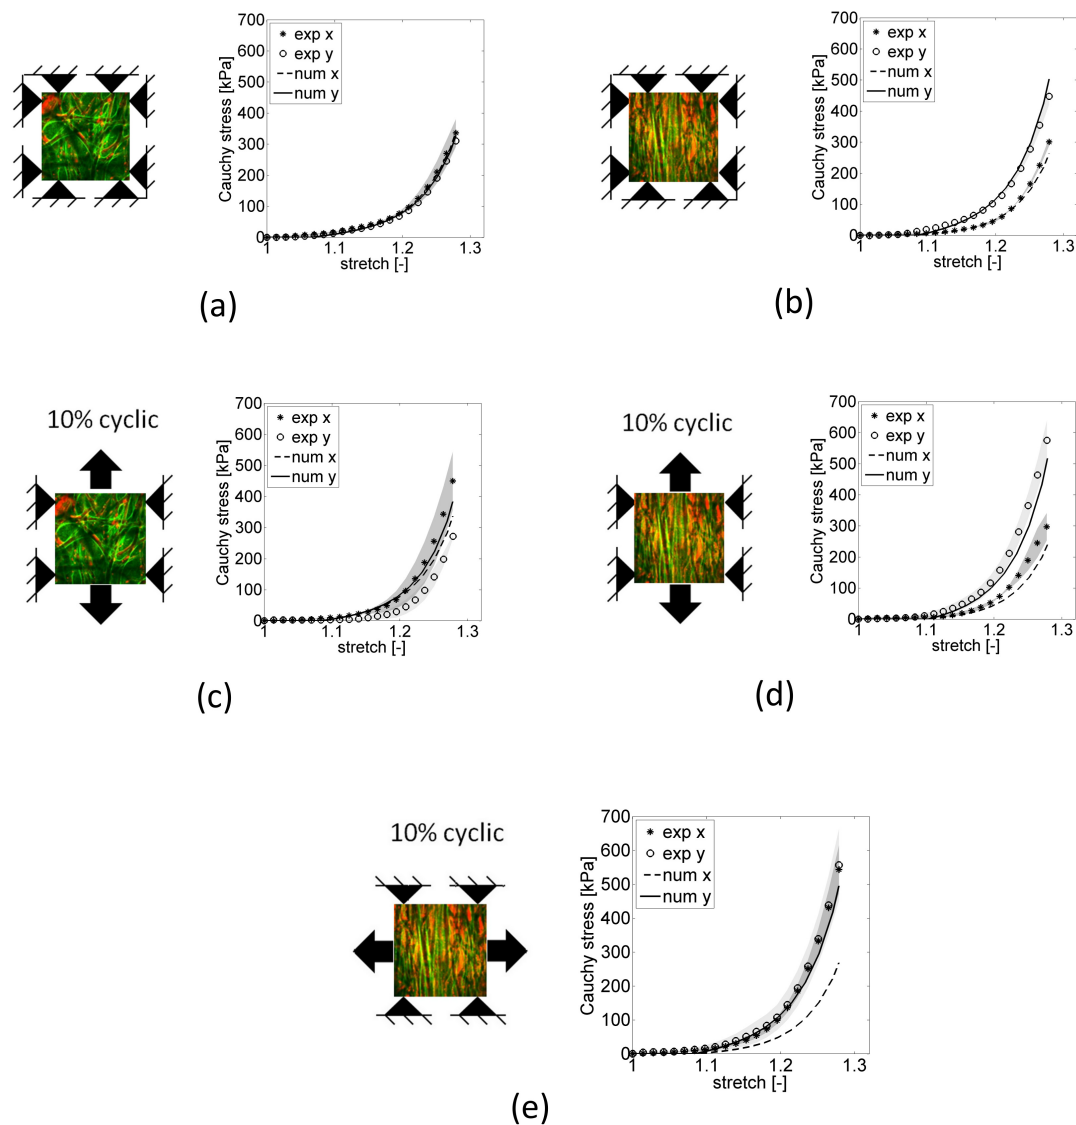 700
600
500
400
300
200
100
0
Cauchy stress [kPa]
exp x
exp y
num x
num y
1
1.1
1.2
1.3
stretch [-]
(a)
700
600
500
400
300
200
100
0
Cauchy stress [kPa]
exp x
exp y
num x
num y
1
1.1
1.2
1.3
stretch [-]
(b)
10% cyclic
700
600
500
400
300
200
100
0
Cauchy stress [kPa]
exp x
exp y
num x
num y
1
1.1
1.2
1.3
stretch [-]
(c)
10% cyclic
700
600
500
400
300
200
100
0
Cauchy stress [kPa]
exp x
exp y
num x
num y
1
1.1
1.2
1.3
stretch [-]
(d)
10% cyclic
700
600
500
400
300
200
100
0
Cauchy stress [kPa]
exp x
exp y
num x
num y
1
1.1
1.2
1.3
stretch [-]
(e)